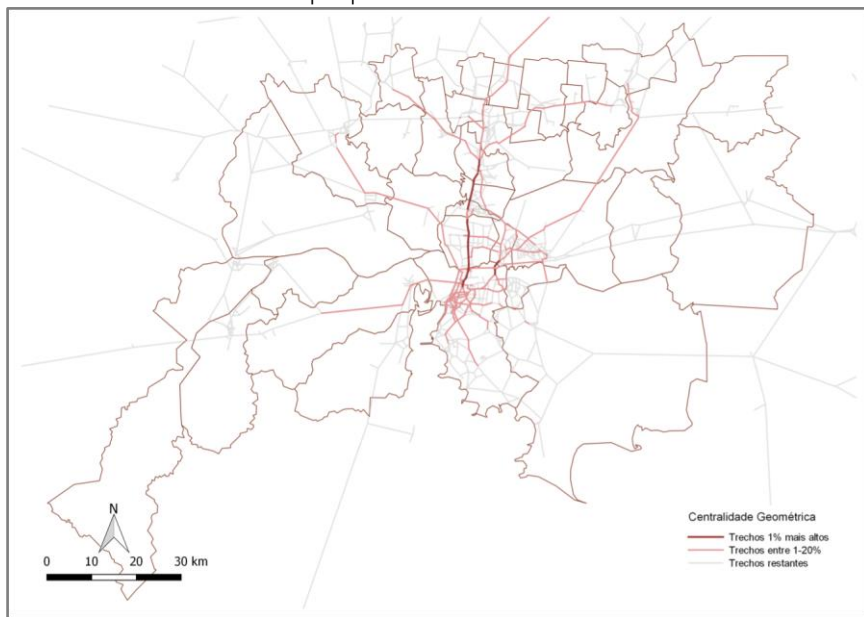 N
0 10 20 30 km
Centralidade Geométrica
Trechos 1% mais altos
Trechos entre 1-20%
Trechos restantes